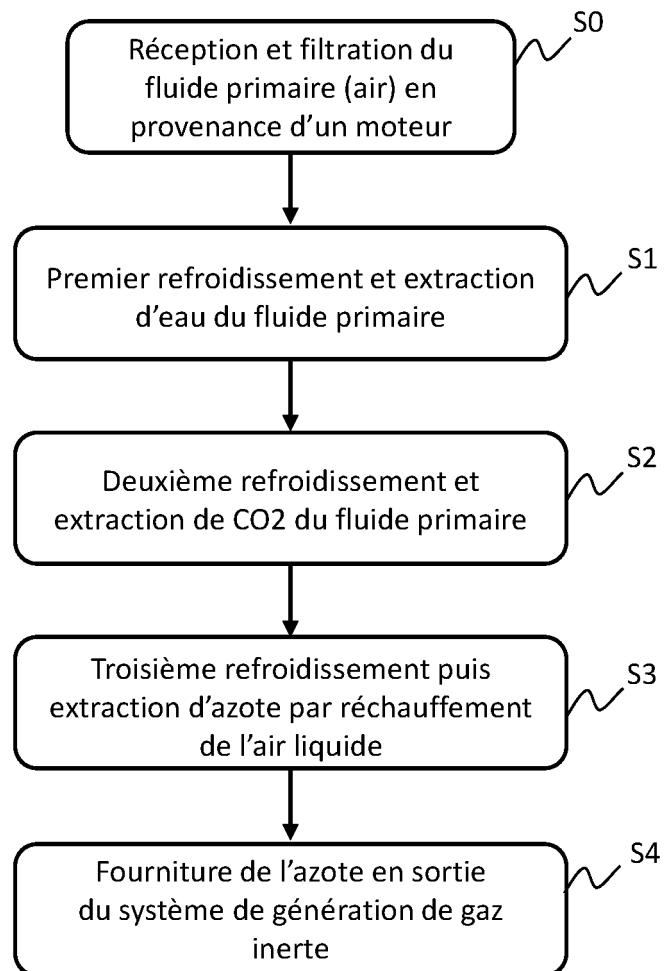 S0
Réception et filtration du
fluide primaire (air) en
provenance d'un moteur
S1
Premier refroidissement et extraction
d'eau du fluide primaire
S2
Deuxième refroidissement et
extraction de CO2 du fluide primaire
S3
Troisième refroidissement puis
extraction d'azote par réchauffement
de l'air liquide
S4
Fourniture de l'azote en sortie
du système de génération de gaz
inerte